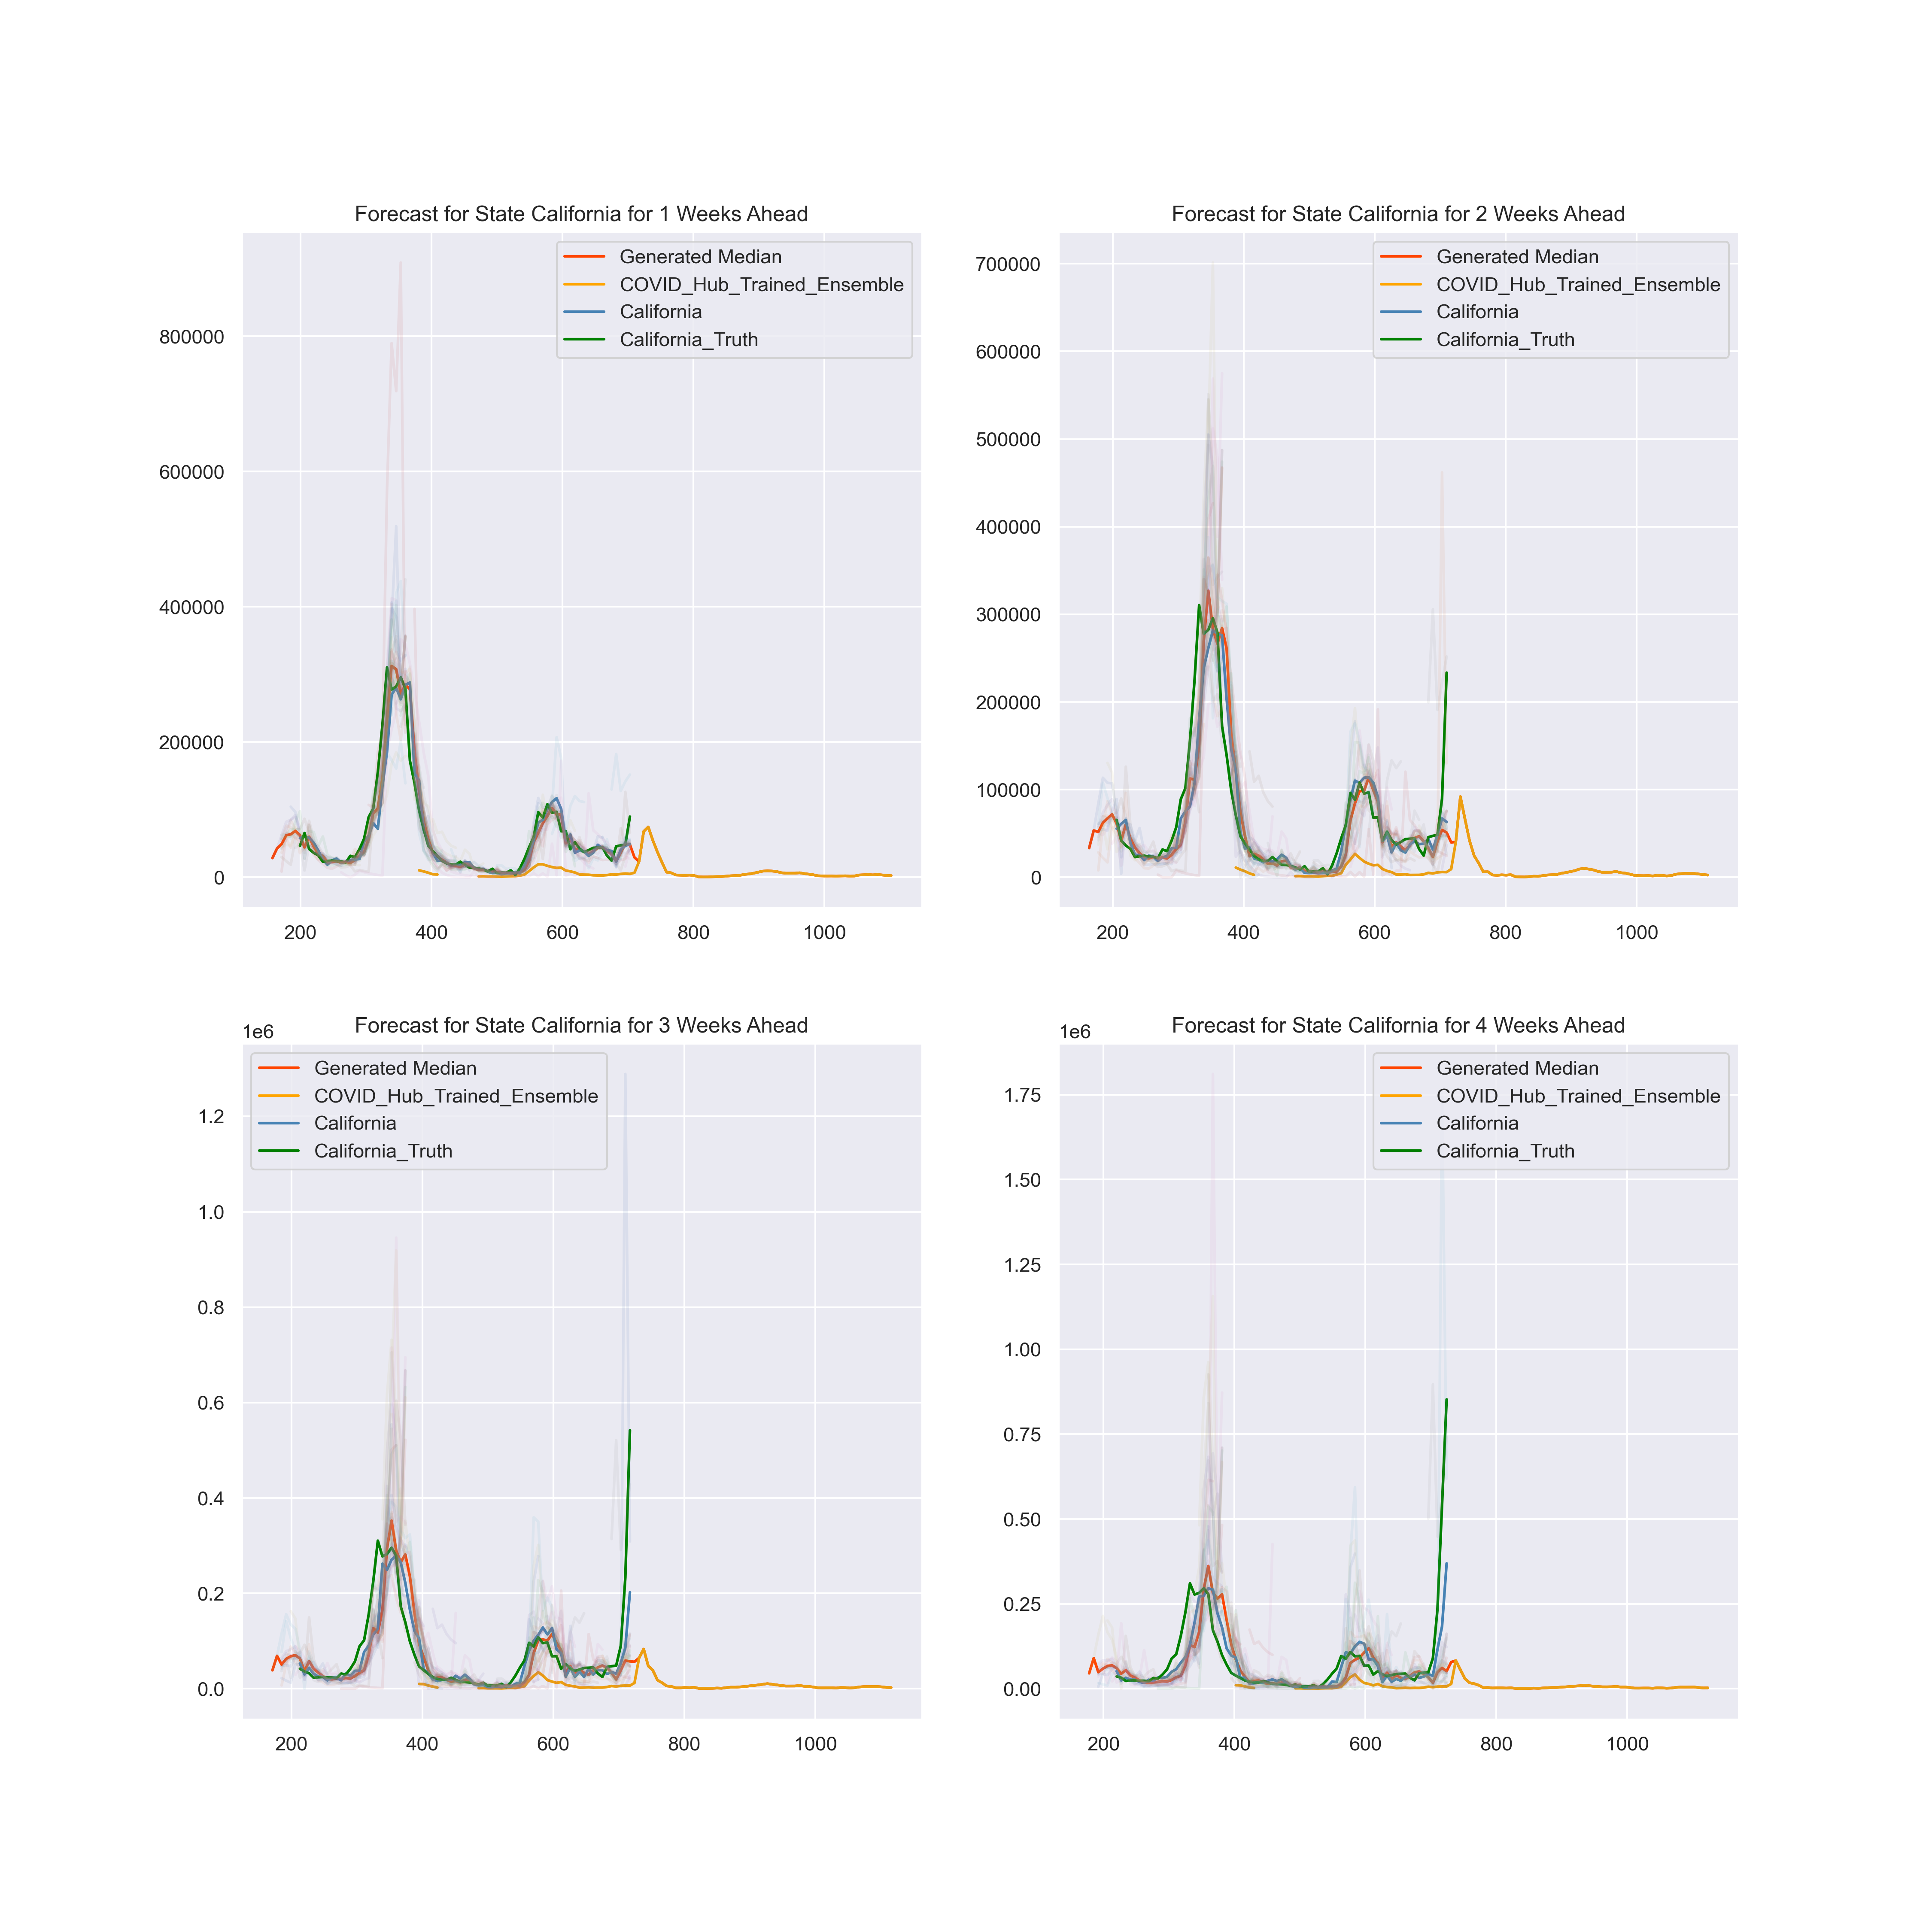 Forecast for State California for 1 Weeks Ahead
Generated Median
COVID_Hub_Trained_Ensemble
California
California_Truth
800000
600000
400000
200000
0
200 400 600 800 1000
Forecast for State California for 2 Weeks Ahead
Generated Median
COVID_Hub_Trained_Ensemble
California
California_Truth
700000
600000
500000
400000
300000
200000
100000
0
200 400 600 800 1000
1e6
Forecast for State California for 3 Weeks Ahead
Generated Median
COVID_Hub_Trained_Ensemble
California
California_Truth
1.2
1.0
0.8
0.6
0.4
0.2
0.0
200 400 600 800 1000
1e6
Forecast for State California for 4 Weeks Ahead
Generated Median
COVID_Hub_Trained_Ensemble
California
California_Truth
1.75
1.50
1.25
1.00
0.75
0.50
0.25
0.00
200 400 600 800 1000